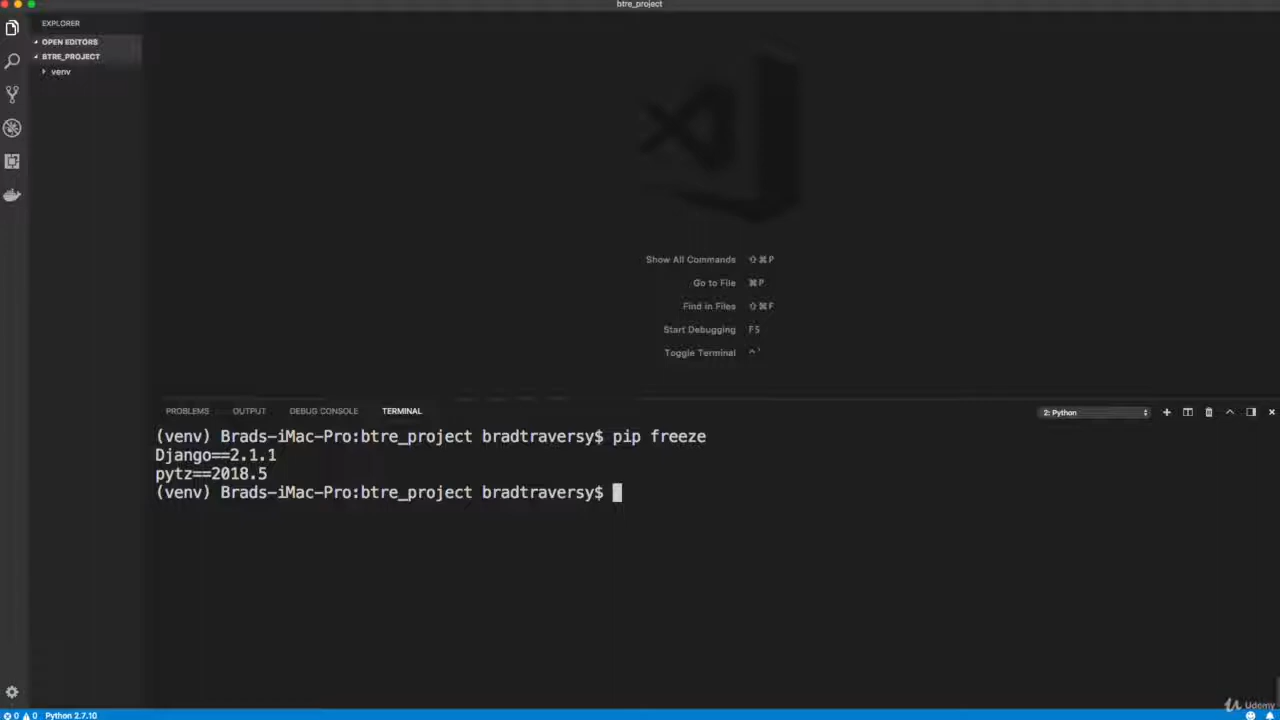 btre_project
EXPLORER
OPEN EDITORS
BTRE_PROJECT
venv
Show All Commands ⇧⌘P
Go to File ⌘P
Find in Files ⇧⌘F
Start Debugging F5
Toggle Terminal ⌃`
PROBLEMS OUTPUT DEBUG CONSOLE TERMINAL 2: Python
(venv) Brads-iMac-Pro:btre_project bradtraversy$ pip freeze
Django==2.1.1
pytz==2018.5
(venv) Brads-iMac-Pro:btre_project bradtraversy$
Udemy
0 0 Python 2.7.10